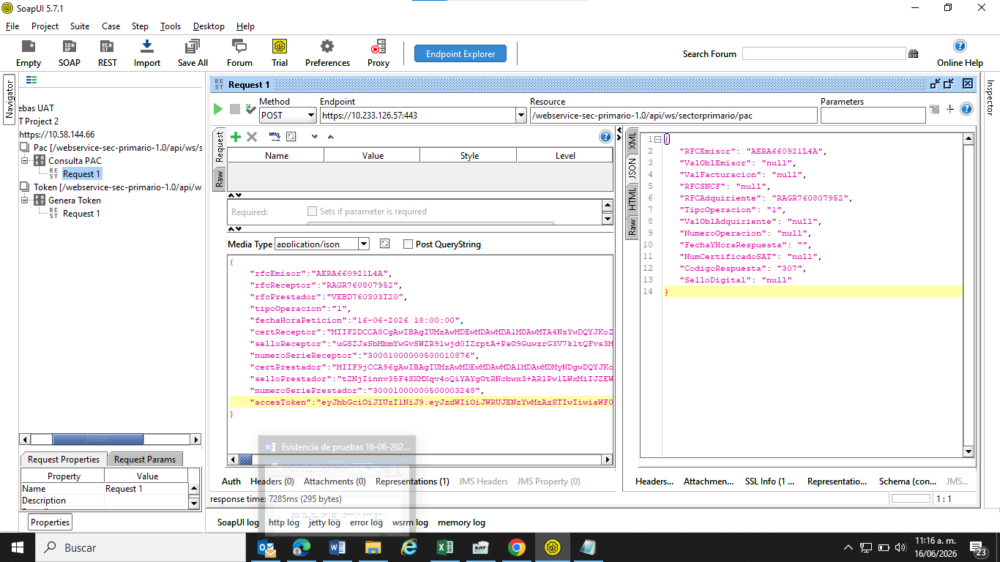 SoapUI 5.7.1
File Project Suite Case Step Tools Desktop Help
Empty SOAP REST Import Save All Forum Trial Preferences Proxy Endpoint Explorer Search Forum Online Help
Navigator
ebas UAT
T Project 2
https://10.58.144.66
Pac [/webservice-sec-primario-1.0/api/ws/s
Consulta PAC
Request 1
Token [/webservice-sec-primario-1.0/api/w
Genera Token
Request 1
Request Properties Request Params
Property Value
Name Request 1
Description
Properties
Request 1
Inspector
Method Endpoint Resource Parameters
POST https://10.233.126.57:443 /webservice-sec-primario-1.0/api/ws/sectorprimario/pac
Request
Raw
Name Value Style Level
Required: Sets if parameter is required
Media Type application/json Post QueryString
{
"rfcEmisor":"AERA660921L4A",
"rfcReceptor":"RAGR760807952",
"rfcPrestador":"VEBD760303I20",
"tipoOperacion":"1",
"fechaHoraPeticion":"16-06-2026 18:00:00",
"certReceptor":"MIIF2DCCA8CgAwIBAgIUMzAwMDEwMDAwMDA1MDAwMTA4NzYwDQYJKoZ
"selloReceptor":"uGSZJsSbMbmYwGvSWZR91wjd0IZrptA+PaO9GuwzrG3V7k1tQFvs3M
"numeroSerieReceptor":"30001000000500010876",
"certPrestador":"MIIF9jCCA96gAwIBAgIUMzAwMDEwMDAwMDA1MDAwMDMyNDgwDQYJKo
"selloPrestador":"tZNjIinnv35F4SXMXqv4oQiYAYgOtRNcbwx3+ARlPw1LWxMiIJZEW
"numeroSeriePrestador":"30001000000500003248",
"accesToken":"eyJhbGciOiJIUzI1NiJ9.eyJzdWIiOiJWRUJENzYwMzAzSTIwIiwiaWF0
}
Auth Headers (0) Attachments (0) Representations (1) JMS Headers JMS Property (0)
response time: 7285ms (295 bytes)
XML
JSON
HTML
Raw
1 {
2 "RFCEmisor": "AERA660921L4A",
3 "ValOblEmisor": "null",
4 "ValFacturacion": "null",
5 "RFCSNCF": "null",
6 "RFCAdquiriente": "RAGR760807952",
7 "TipoOperacion": "1",
8 "ValOblAdquiriente": "null",
9 "NumeroOperacion": "null",
10 "FechaYHoraRespuesta": "",
11 "NumCertificadoSAT": "null",
12 "CodigoRespuesta": "307",
13 "SelloDigital": "null"
14 }
Headers... Attachmen... SSL Info (1 ... Representatio... Schema (con... JMS...
1 : 1
Evidencia de pruebas 16-06-202...
SoapUI log http log jetty log error log wsrm log memory log
Buscar
11:16 a. m.
16/06/2026
23